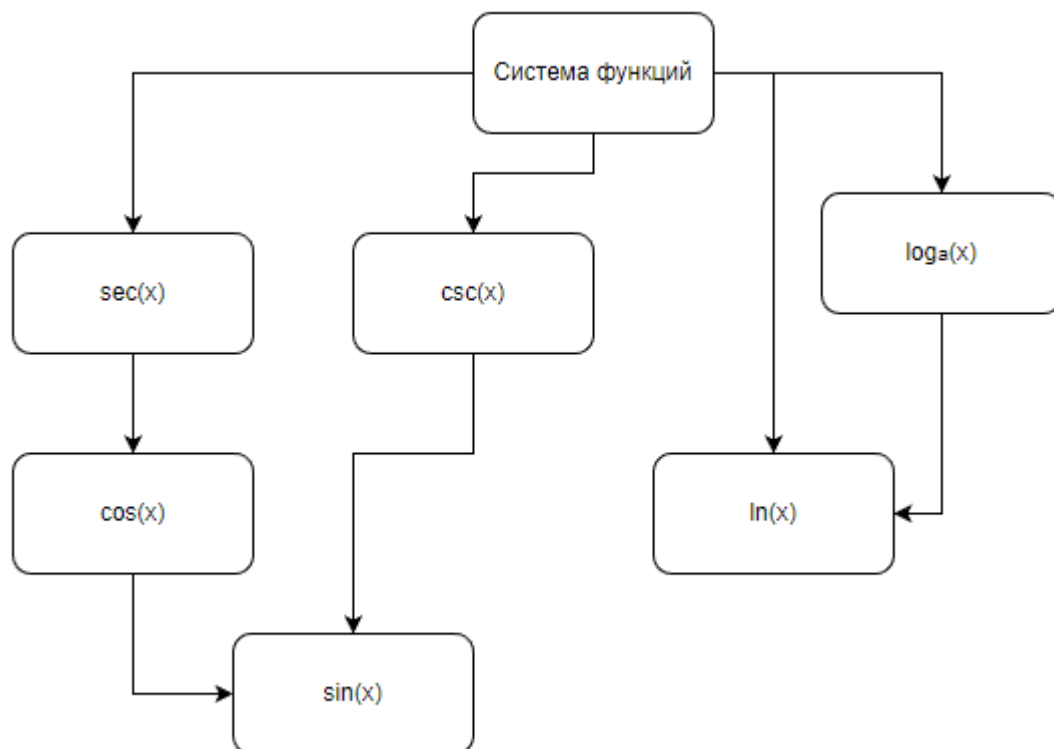 Система функций
logₐ(x)
sec(x)
csc(x)
cos(x)
ln(x)
sin(x)